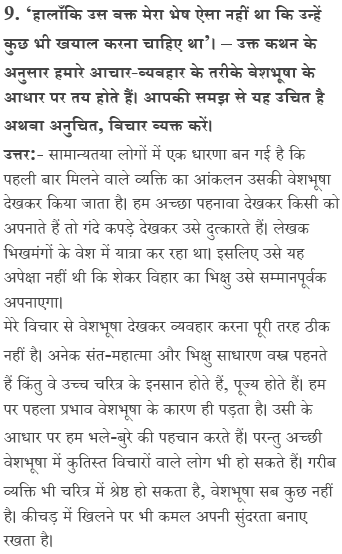 9. ‘हालाँकि उस वक्त मेरा भेष ऐसा नहीं था कि उन्हें
कुछ भी खयाल करना चाहिए था’। – उक्त कथन के
अनुसार हमारे आचार-व्यवहार के तरीके वेशभूषा के
आधार पर तय होते हैं। आपकी समझ से यह उचित है
अथवा अनुचित, विचार व्यक्त करें।
उत्तर:- सामान्यतया लोगों में एक धारणा बन गई है कि
पहली बार मिलने वाले व्यक्ति का आंकलन उसकी वेशभूषा
देखकर किया जाता है। हम अच्छा पहनावा देखकर किसी को
अपनाते हैं तो गंदे कपड़े देखकर उसे दुत्कारते हैं। लेखक
भिखमंगों के वेश में यात्रा कर रहा था। इसलिए उसे यह
अपेक्षा नहीं थी कि शेकर विहार का भिक्षु उसे सम्मानपूर्वक
अपनाएगा।
मेरे विचार से वेशभूषा देखकर व्यवहार करना पूरी तरह ठीक
नहीं है। अनेक संत-महात्मा और भिक्षु साधारण वस्त्र पहनते
हैं किंतु वे उच्च चरित्र के इनसान होते हैं, पूज्य होते हैं। हम
पर पहला प्रभाव वेशभूषा के कारण ही पड़ता है। उसी के
आधार पर हम भले-बुरे की पहचान करते हैं। परन्तु अच्छी
वेशभूषा में कुतिस्त विचारों वाले लोग भी हो सकते हैं। गरीब
व्यक्ति भी चरित्र में श्रेष्ठ हो सकता है, वेशभूषा सब कुछ नहीं
है। कीचड़ में खिलने पर भी कमल अपनी सुंदरता बनाए
रखता है।